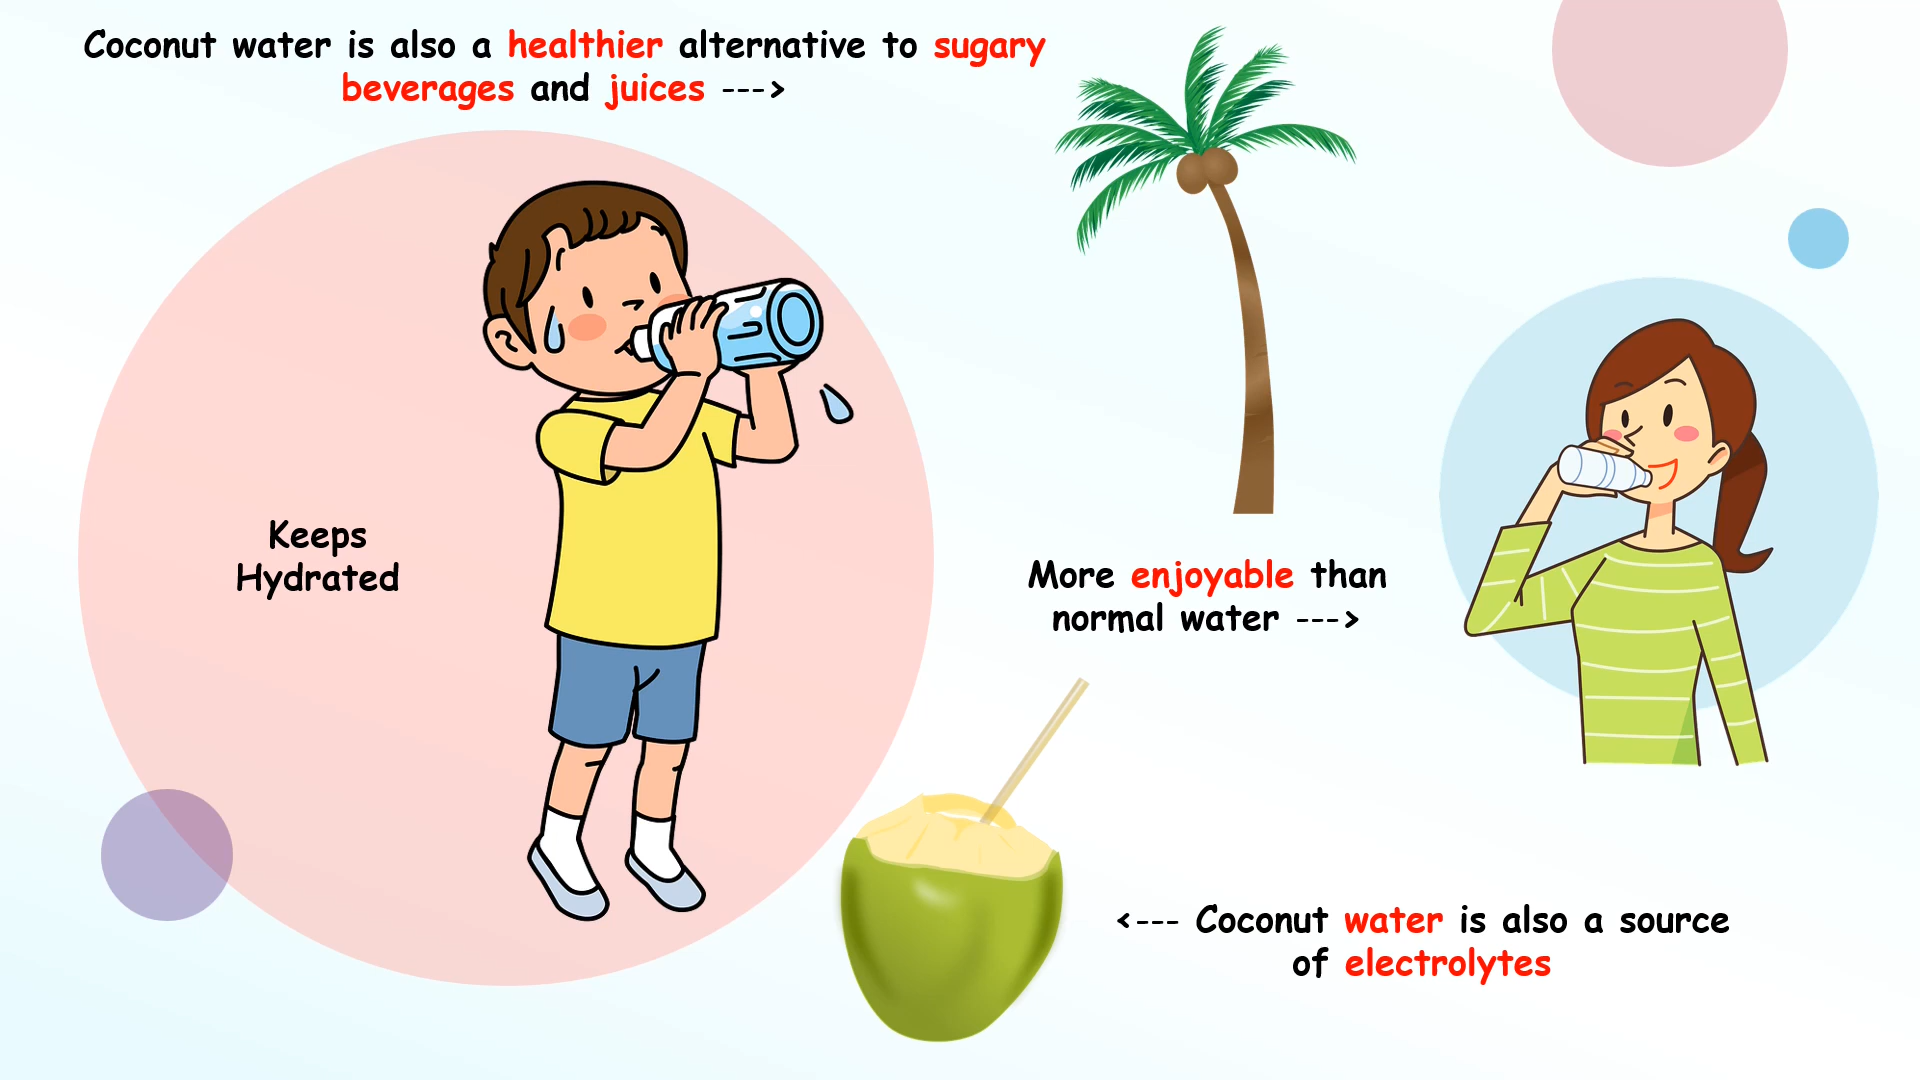 Coconut water is also a healthier alternative to sugary
beverages and juices --->
Keeps
Hydrated
More enjoyable than
normal water --->
<--- Coconut water is also a source
of electrolytes